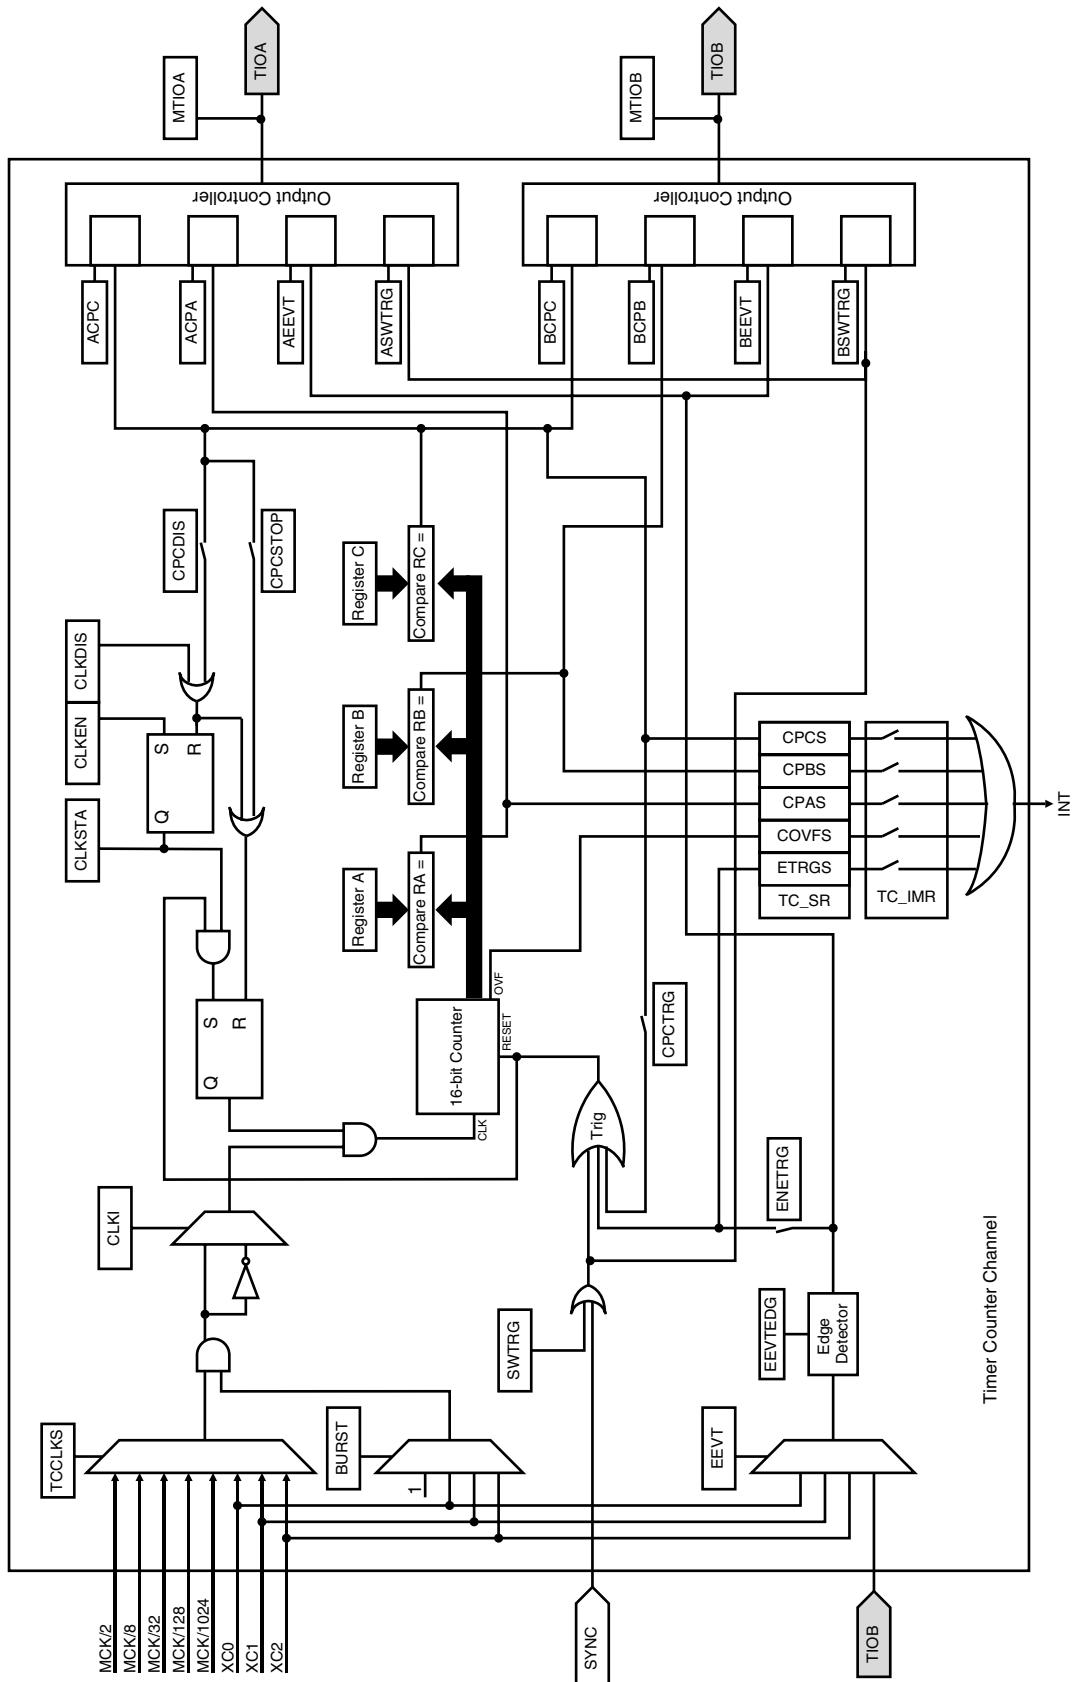 TIOA
MTIOA
TIOB
MTIOB
Output Controller
Output Controller
ACPC
ACPA
AEEVT
ASWTRG
BCPC
BCPB
BEEVT
BSWTRG
CPCDIS
CPCSTOP
CLKDIS
CLKEN
CLKSTA
S
R
Q
Register C
Compare RC =
Register B
Compare RB =
Register A
Compare RA =
CPCS
CPBS
CPAS
COVFS
ETRGS
TC_SR
TC_IMR
INT
S
R
Q
16-bit Counter
OVF
RESET
CLK
CPCTRG
Trig
CLKI
ENETRG
SWTRG
EEVTEDG
Edge
Detector
Timer Counter Channel
TCCLKS
BURST
1
EEVT
MCK/2
MCK/8
MCK/32
MCK/128
MCK/1024
XC0
XC1
XC2
SYNC
TIOB